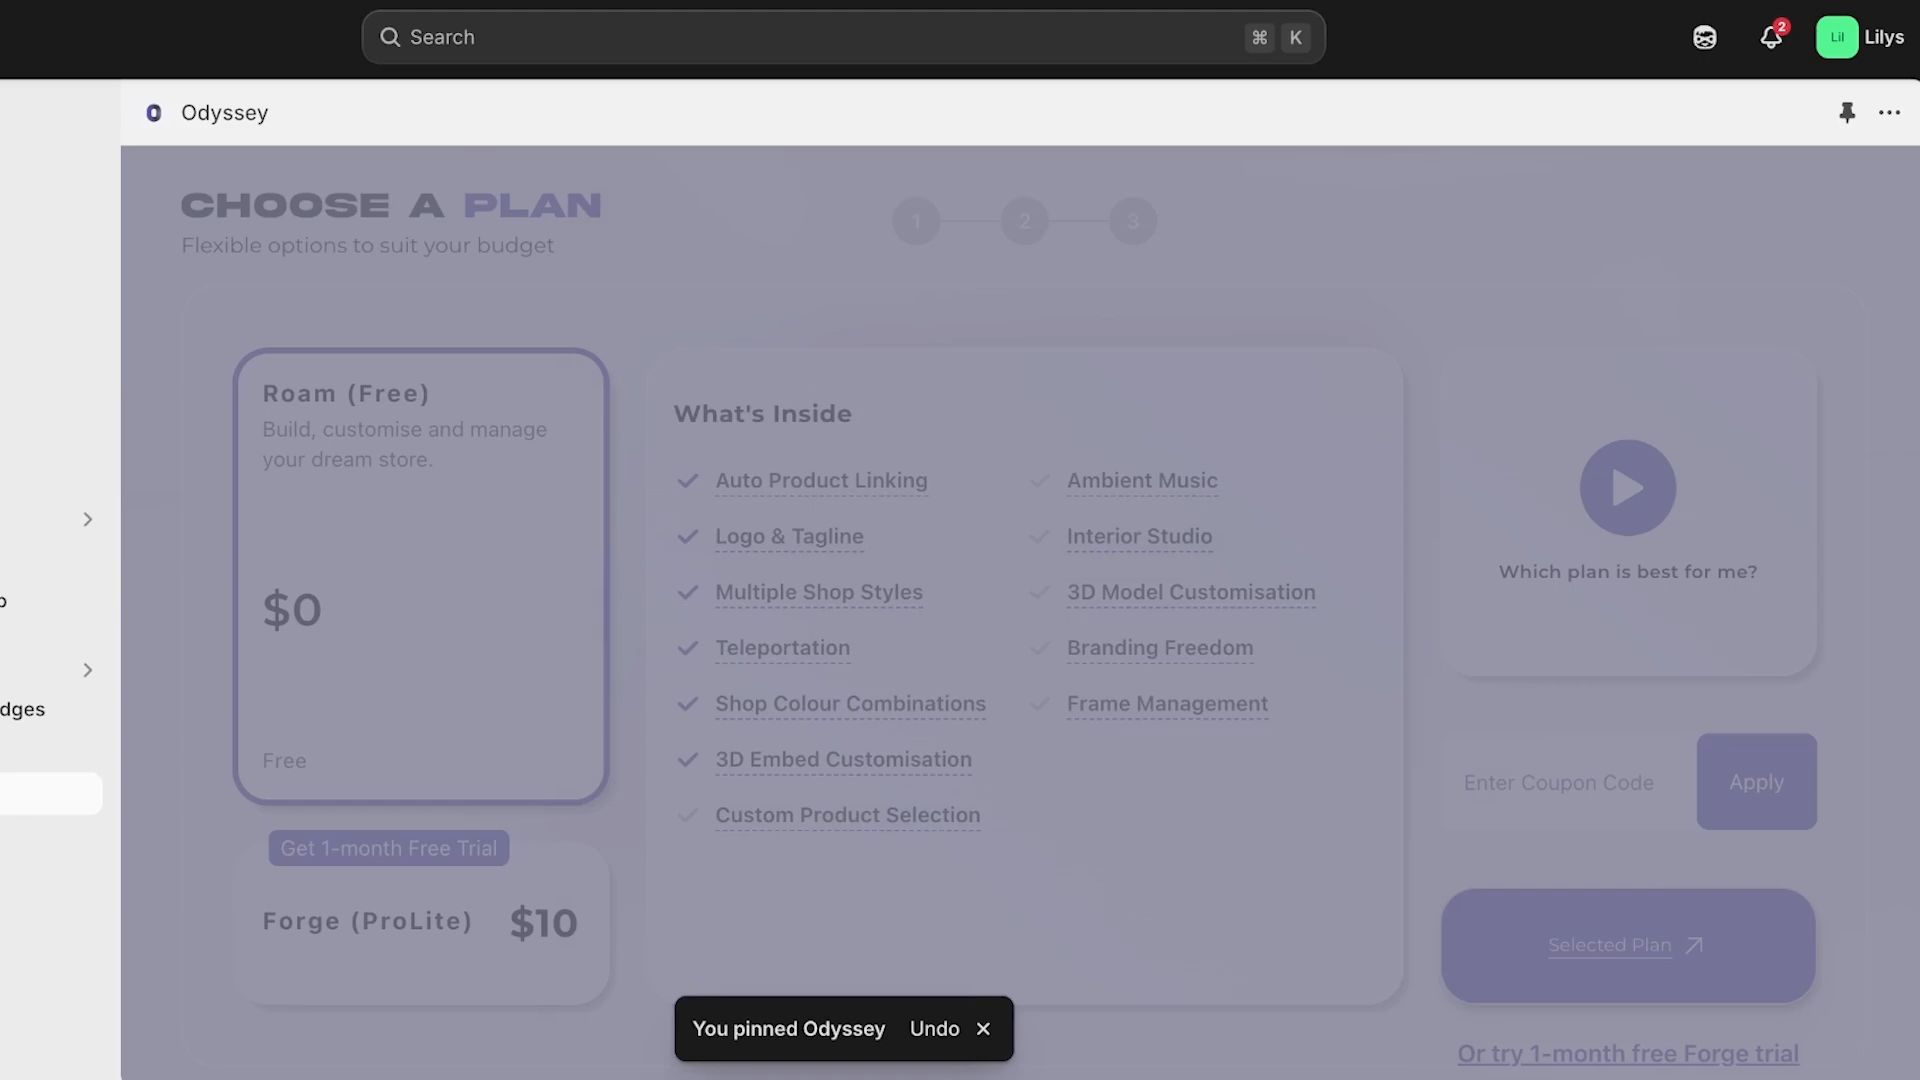 Search
⌘ K
2
Lil
Lilys
Odyssey
CHOOSE A PLAN
Flexible options to suit your budget
1
2
3
Roam (Free)
Build, customise and manage
your dream store.
$0
Free
Get 1-month Free Trial
Forge (ProLite)
$10
What's Inside
Auto Product Linking
Logo & Tagline
Multiple Shop Styles
Teleportation
Shop Colour Combinations
3D Embed Customisation
Custom Product Selection
Ambient Music
Interior Studio
3D Model Customisation
Branding Freedom
Frame Management
Which plan is best for me?
Enter Coupon Code
Apply
Selected Plan
Or try 1-month free Forge trial
You pinned Odyssey
Undo
dges